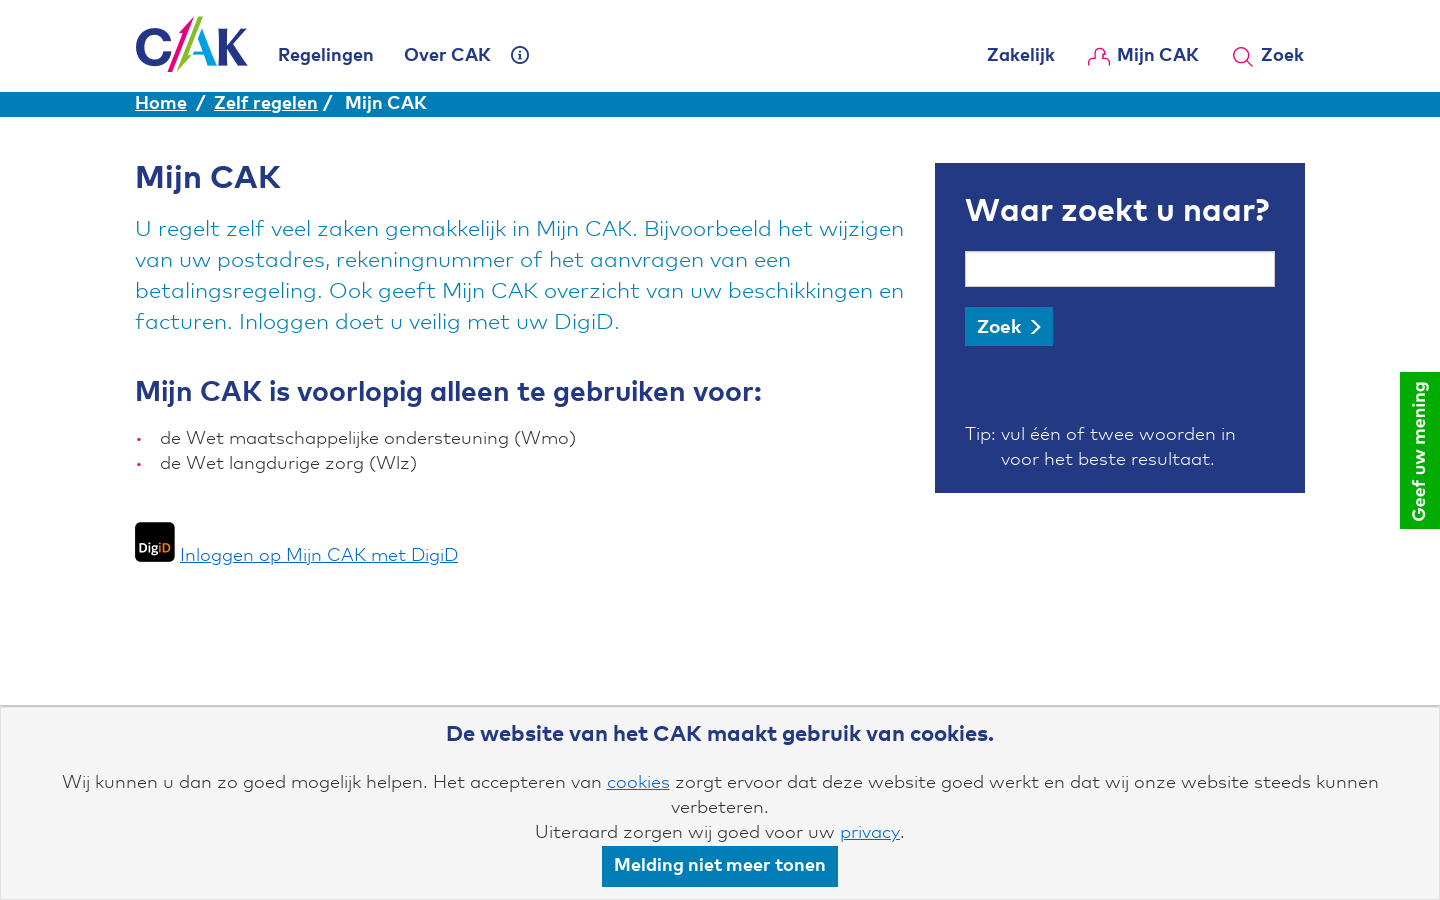 CAK
Regelingen
Over CAK
Zakelijk
Mijn CAK
Zoek
Home / Zelf regelen / Mijn CAK
Mijn CAK
U regelt zelf veel zaken gemakkelijk in Mijn CAK. Bijvoorbeeld het wijzigen
van uw postadres, rekeningnummer of het aanvragen van een
betalingsregeling. Ook geeft Mijn CAK overzicht van uw beschikkingen en
facturen. Inloggen doet u veilig met uw DigiD.
Mijn CAK is voorlopig alleen te gebruiken voor:
• de Wet maatschappelijke ondersteuning (Wmo)
• de Wet langdurige zorg (Wlz)
DigiD
Inloggen op Mijn CAK met DigiD
Waar zoekt u naar?
Zoek
Tip: vul één of twee woorden in
voor het beste resultaat.
Geef uw mening
De website van het CAK maakt gebruik van cookies.
Wij kunnen u dan zo goed mogelijk helpen. Het accepteren van cookies zorgt ervoor dat deze website goed werkt en dat wij onze website steeds kunnen
verbeteren.
Uiteraard zorgen wij goed voor uw privacy.
Melding niet meer tonen